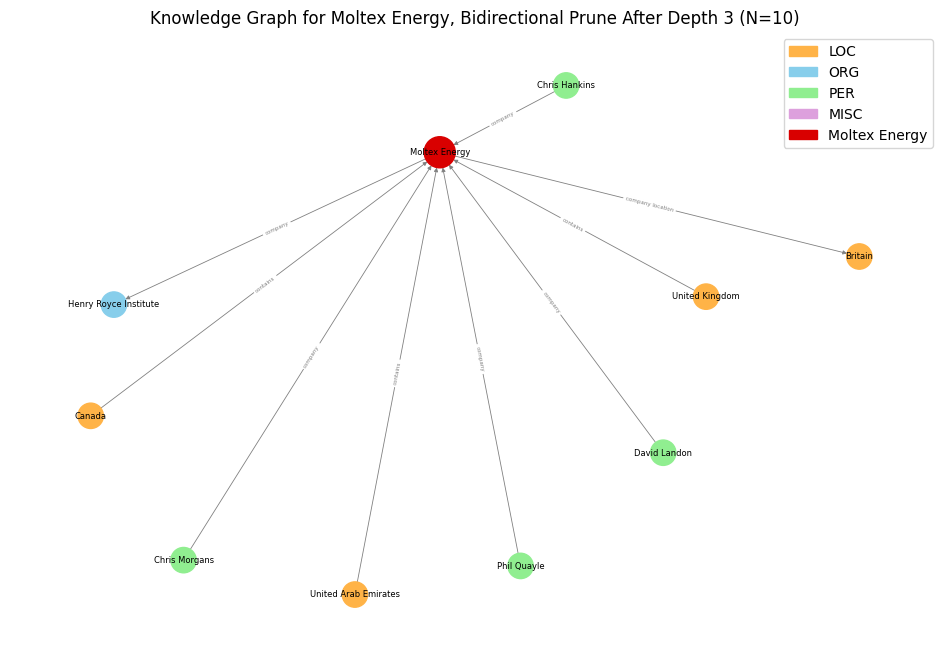 Knowledge Graph for Moltex Energy, Bidirectional Prune After Depth 3 (N=10)
LOC
ORG
PER
MISC
Moltex Energy
Chris Hankins
company
Moltex Energy
company location
company
contains
Britain
contains
United Kingdom
Henry Royce Institute
company
company
company
contains
Canada
David Landon
Chris Morgans
Phil Quayle
United Arab Emirates